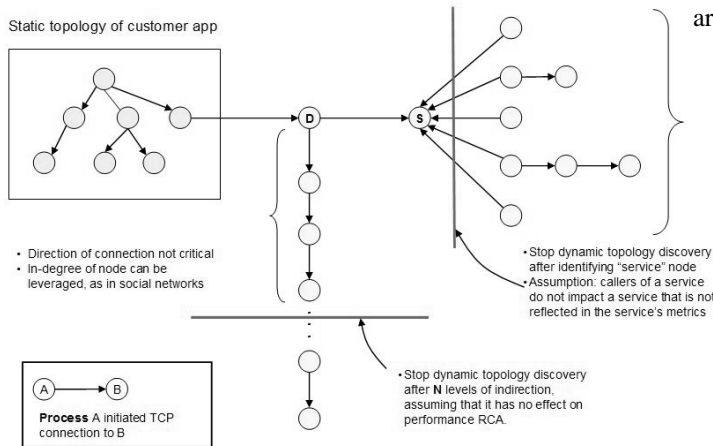 ar
Static topology of customer app
D
S
• Direction of connection not critical
• In-degree of node can be
leveraged, as in social networks
• Stop dynamic topology discovery
after identifying “service” node
• Assumption: callers of a service
do not impact a service that is not
reflected in the service’s metrics
• Stop dynamic topology discovery
after N levels of indirection,
assuming that it has no effect on
performance RCA.
A
B
Process A initiated TCP
connection to B